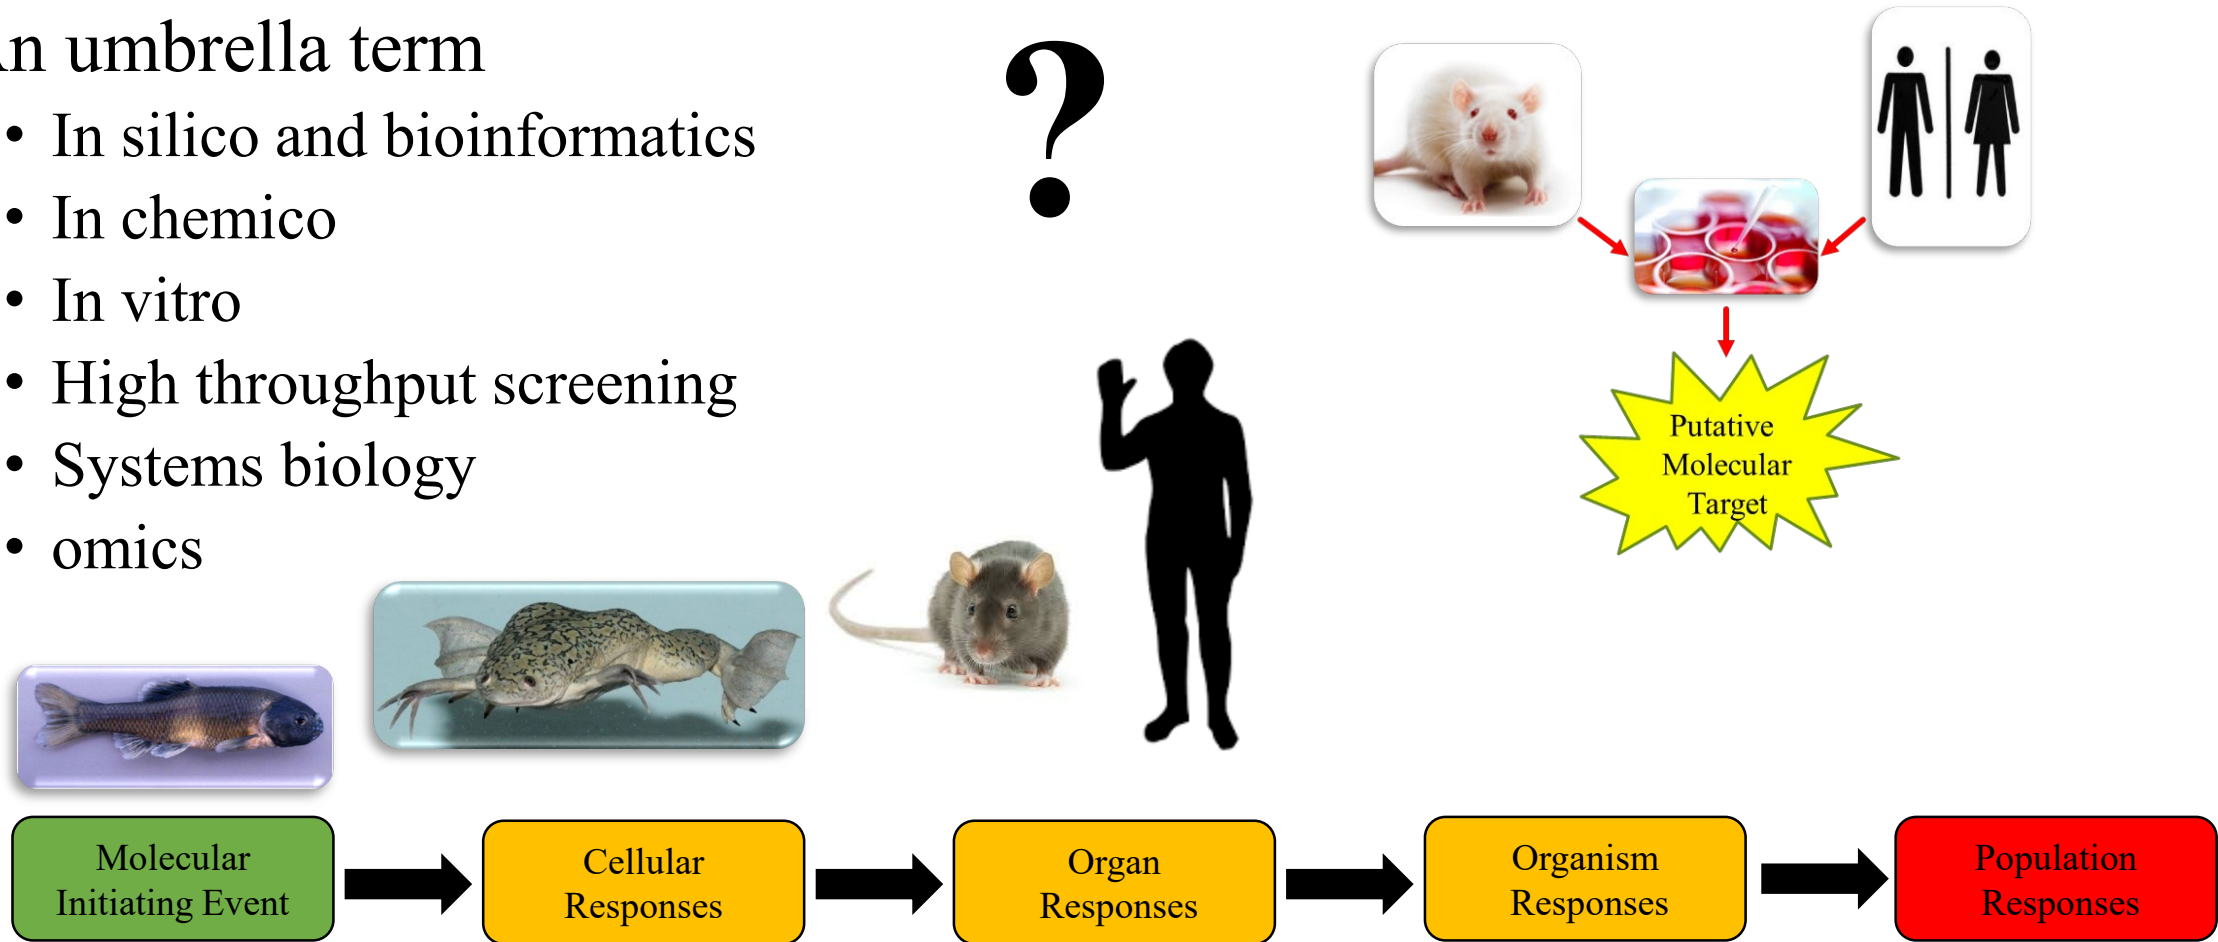 n umbrella term
• In silico and bioinformatics
• In chemico
• In vitro
• High throughput screening
• Systems biology
• omics
?
Putative
Molecular
Target
Molecular
Initiating Event
Cellular
Responses
Organ
Responses
Organism
Responses
Population
Responses